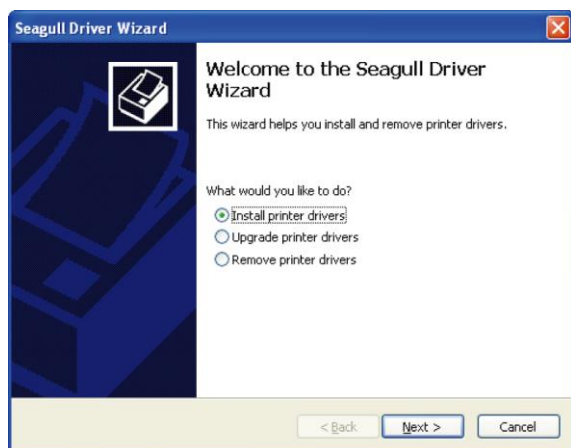 Seagull Driver Wizard
Welcome to the Seagull Driver
Wizard
This wizard helps you install and remove printer drivers.
What would you like to do?
Install printer drivers
Upgrade printer drivers
Remove printer drivers
< Back Next > Cancel